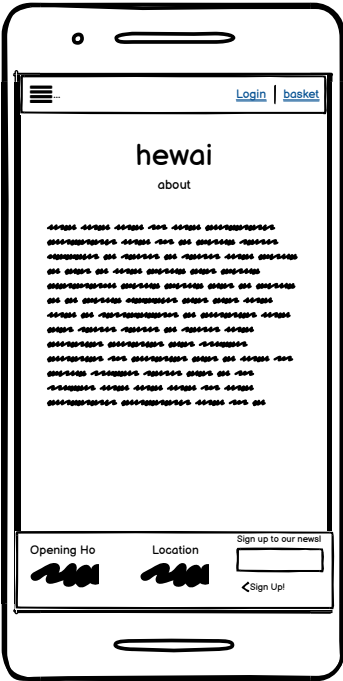 ...
Login | basket
hewai
about
Opening Ho
Location
Sign up to our news!
Sign Up!